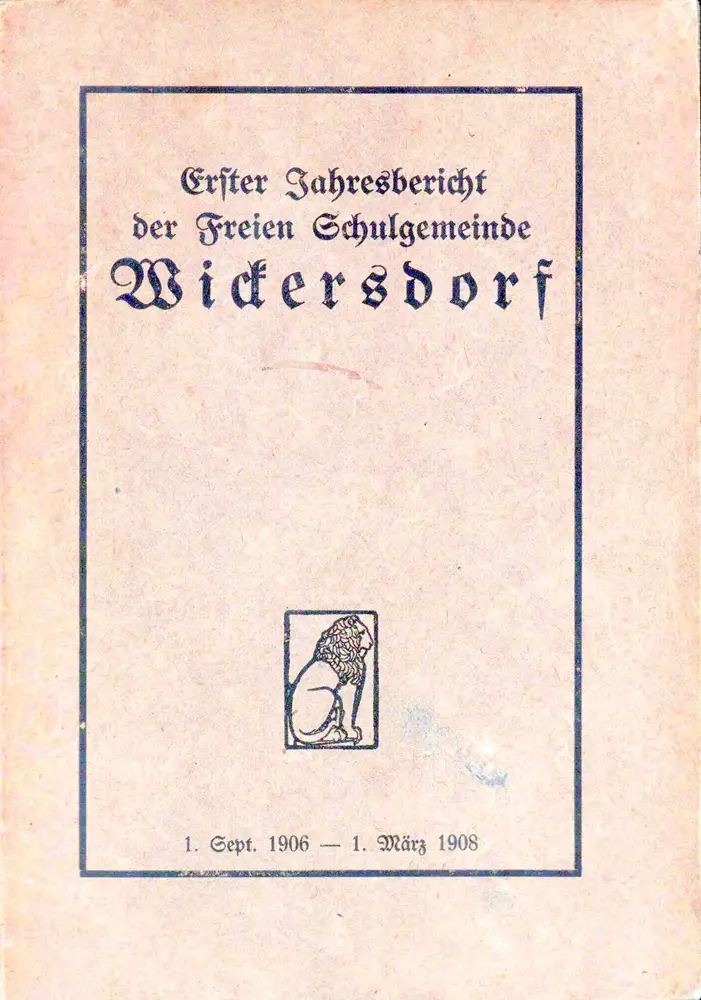 Erster Jahresbericht
der Freien Schulgemeinde
Wickersdorf
1. Sept. 1906 — 1. März 1908